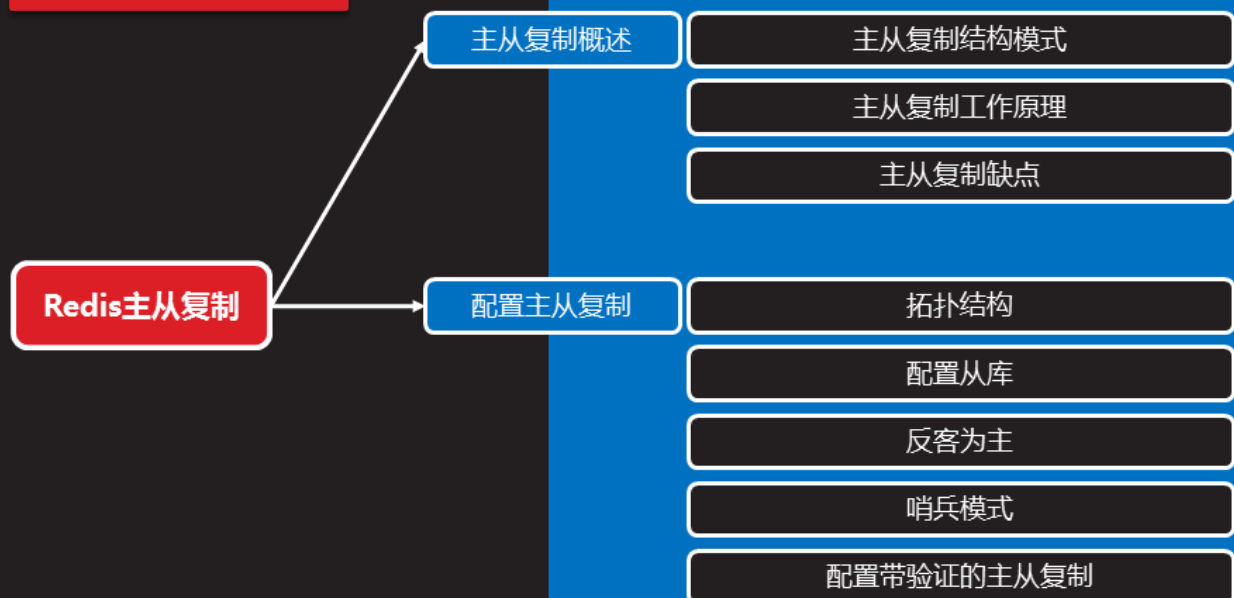 主从复制概述
主从复制结构模式
主从复制工作原理
主从复制缺点
Redis主从复制
配置主从复制
拓扑结构
配置从库
反客为主
哨兵模式
配置带验证的主从复制